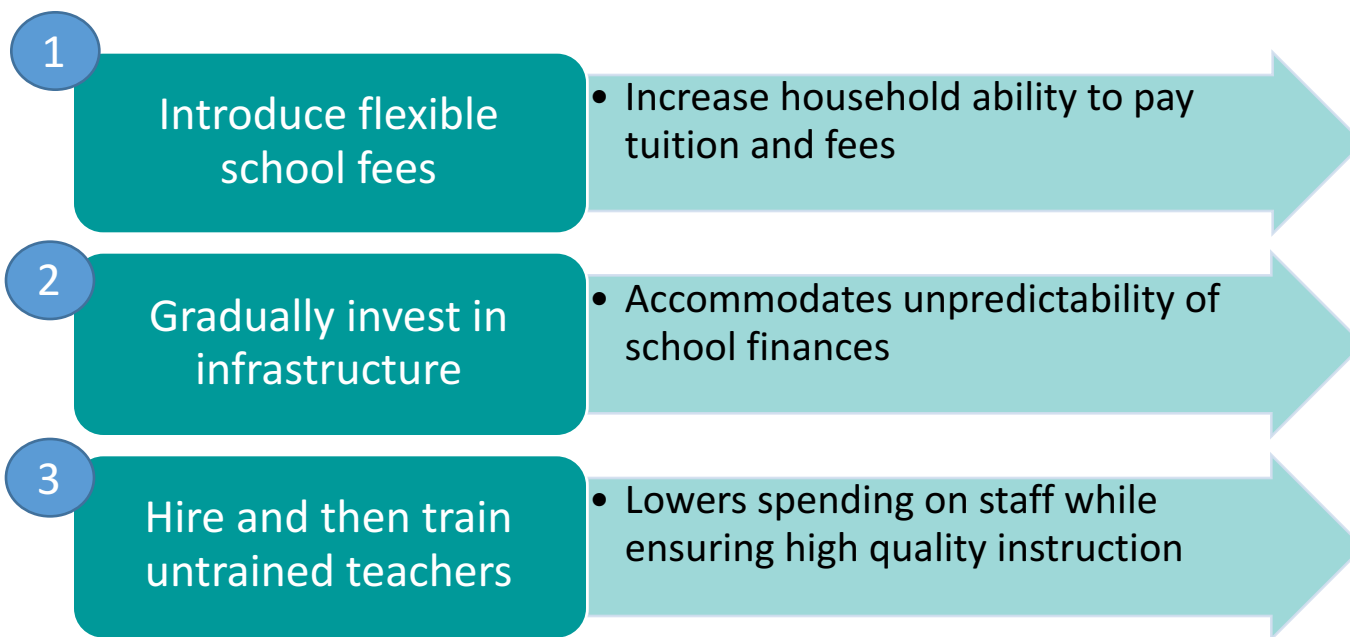 1
Introduce flexible
school fees
• Increase household ability to pay
tuition and fees
2
Gradually invest in
infrastructure
• Accommodates unpredictability of
school finances
3
Hire and then train
untrained teachers
• Lowers spending on staff while
ensuring high quality instruction